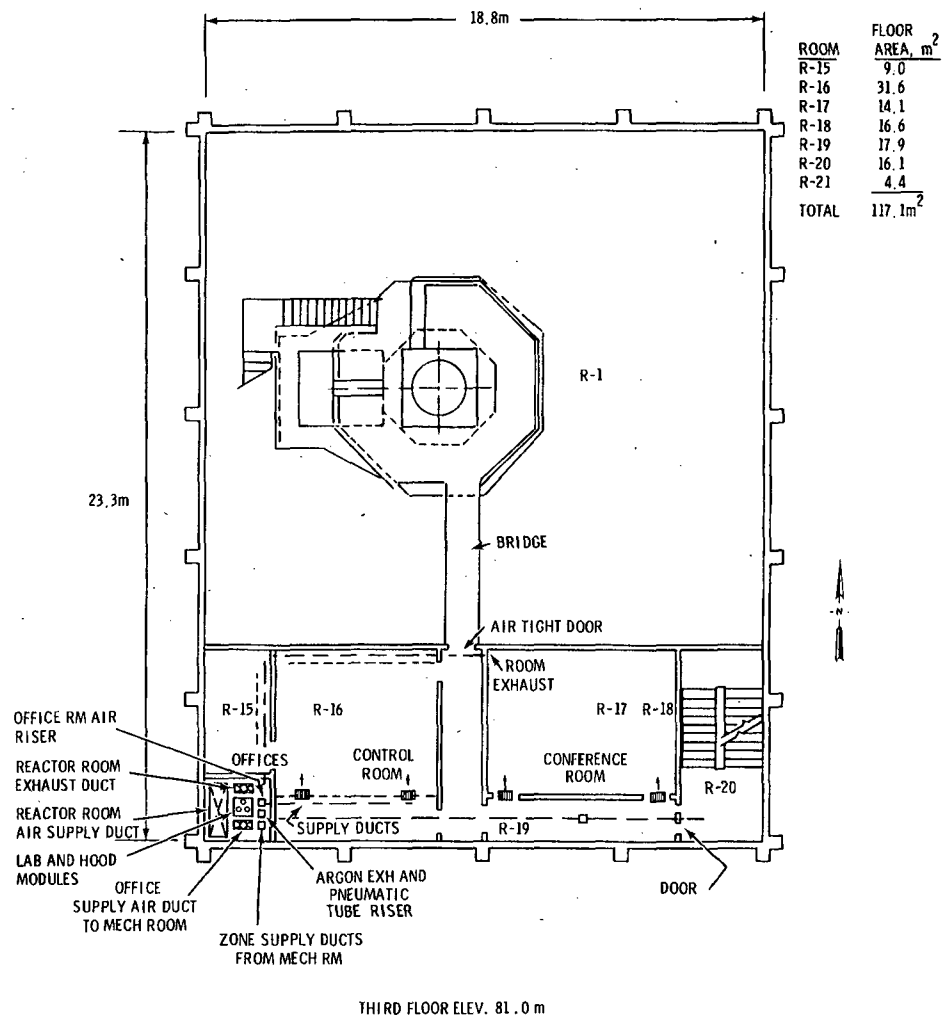 18.8m
FLOOR
ROOM AREA, m²
R-15 9.0
R-16 31.6
R-17 14.1
R-18 16.6
R-19 17.9
R-20 16.1
R-21 4.4
TOTAL 117.1m²
R-1
23.3m
BRIDGE
N
AIR TIGHT DOOR
ROOM
EXHAUST
R-15
R-16
R-17
R-18
OFFICE RM AIR
RISER
OFFICES
CONTROL
ROOM
CONFERENCE
ROOM
R-20
REACTOR ROOM
EXHAUST DUCT
REACTOR ROOM
AIR SUPPLY DUCT
SUPPLY DUCTS
R-19
LAB AND HOOD
MODULES
OFFICE
SUPPLY AIR DUCT
TO MECH ROOM
ARGON EXH AND
PNEUMATIC
TUBE RISER
DOOR
ZONE SUPPLY DUCTS
FROM MECH RM
THIRD FLOOR ELEV. 81.0 m